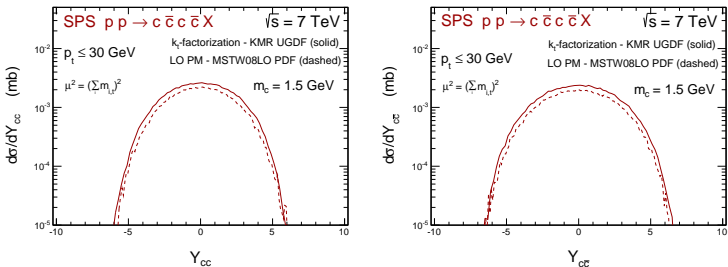 SPS p p → c c̄ c c̄ X
√s = 7 TeV
p_t ≤ 30 GeV
k_t-factorization - KMR UGDF (solid)
LO PM - MSTW08LO PDF (dashed)
μ² = (∑m_{i,t})²
m_c = 1.5 GeV
dσ/dY_cc (mb)
10⁻²
10⁻³
10⁻⁴
10⁻⁵
-10 -5 0 5 10
Y_cc
SPS p p → c c̄ c c̄ X
√s = 7 TeV
p_t ≤ 30 GeV
k_t-factorization - KMR UGDF (solid)
LO PM - MSTW08LO PDF (dashed)
μ² = (∑m_{i,t})²
m_c = 1.5 GeV
dσ/dY_cc̄ (mb)
10⁻²
10⁻³
10⁻⁴
10⁻⁵
-10 -5 0 5 10
Y_cc̄